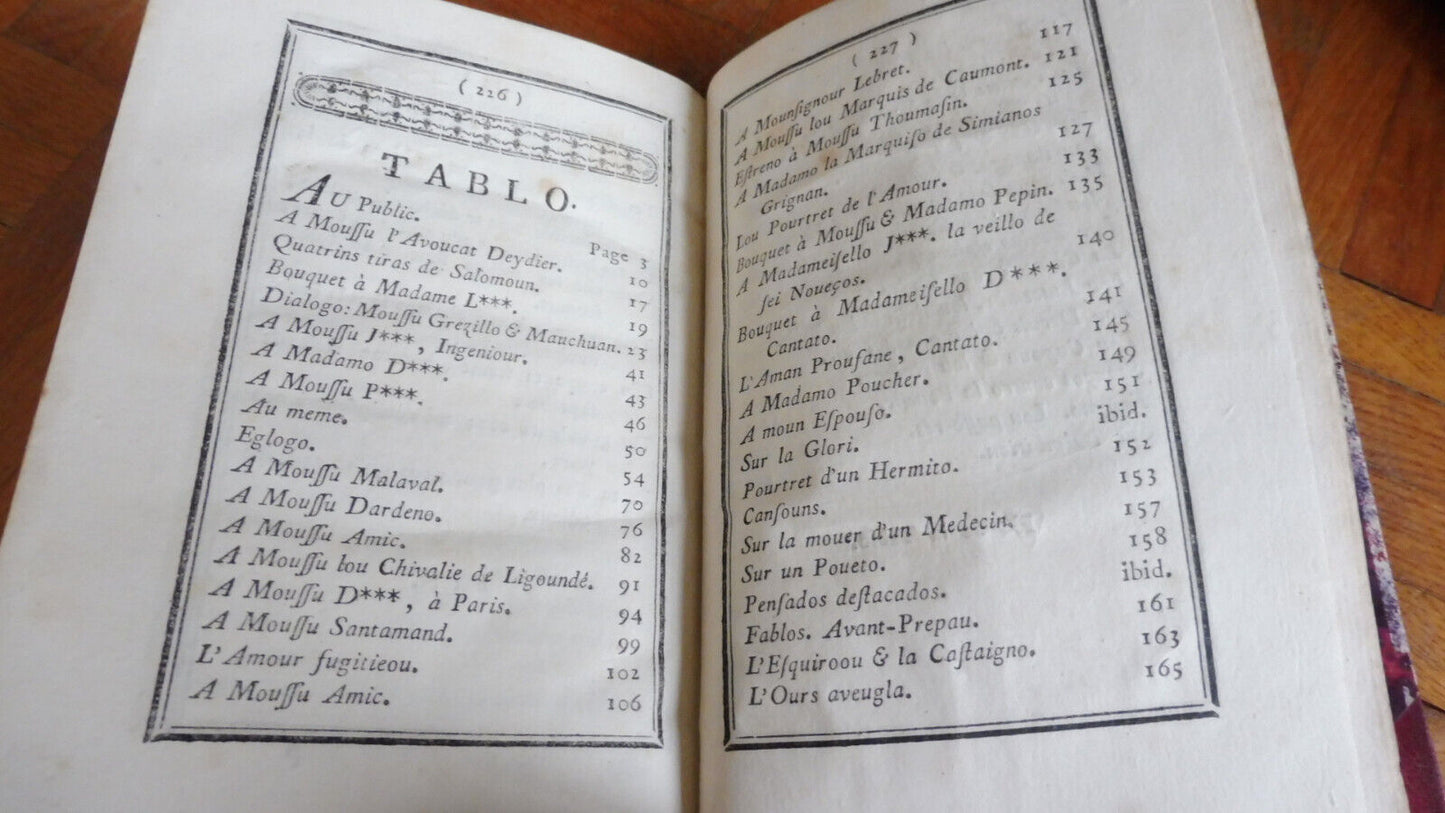 ( 226 )
TABLO.
AU Public. Page 3
A Mouſſu l'Avoucat Deydier. 10
Quatrins tiras de Salomoun. 17
Bouquet à Madame L***. 19
Dialogo: Mouſſu Grezillo & Mauchuan. 23
A Mouſſu J***, Ingeniour. 41
A Madamo D***. 43
A Mouſſu P***. 46
Au meme. 50
Eglogo. 54
A Mouſſu Malaval. 70
A Mouſſu Dardeno. 76
A Mouſſu Amic. 82
A Mouſſu lou Chivalie de Ligoundé. 91
A Mouſſu D***, à Paris. 94
A Mouſſu Santamand. 99
L'Amour fugitieou. 102
A Mouſſu Amic. 106
( 227 )
A Mounſignour Lebret. 117
A Mouſſu lou Marquis de Caumont. 121
Eſtreno à Mouſſu Thoumaſin. 125
A Madamo la Marquiſo de Simianos
Grignan. 127
Lou Pourtret de l'Amour. 133
Bouquet à Mouſſu & Madamo Pepin. 135
A Madameiſello J***. la veillo de
ſei Noueços. 140
Bouquet à Madameiſello D***.
Cantato. 141
L'Aman Prouſane, Cantato. 145
A Madamo Poucher. 149
A moun Eſpouſo. 151
Sur la Glori. ibid.
Pourtret d'un Hermito. 152
Canſouns. 153
Sur la mouer d'un Medecin. 157
Sur un Poueto. 158
Penſados deſtacados. ibid.
Fablos. Avant-Prepau. 161
L'Eſquiroou & la Caſtaigno. 163
L'Ours aveugla. 165